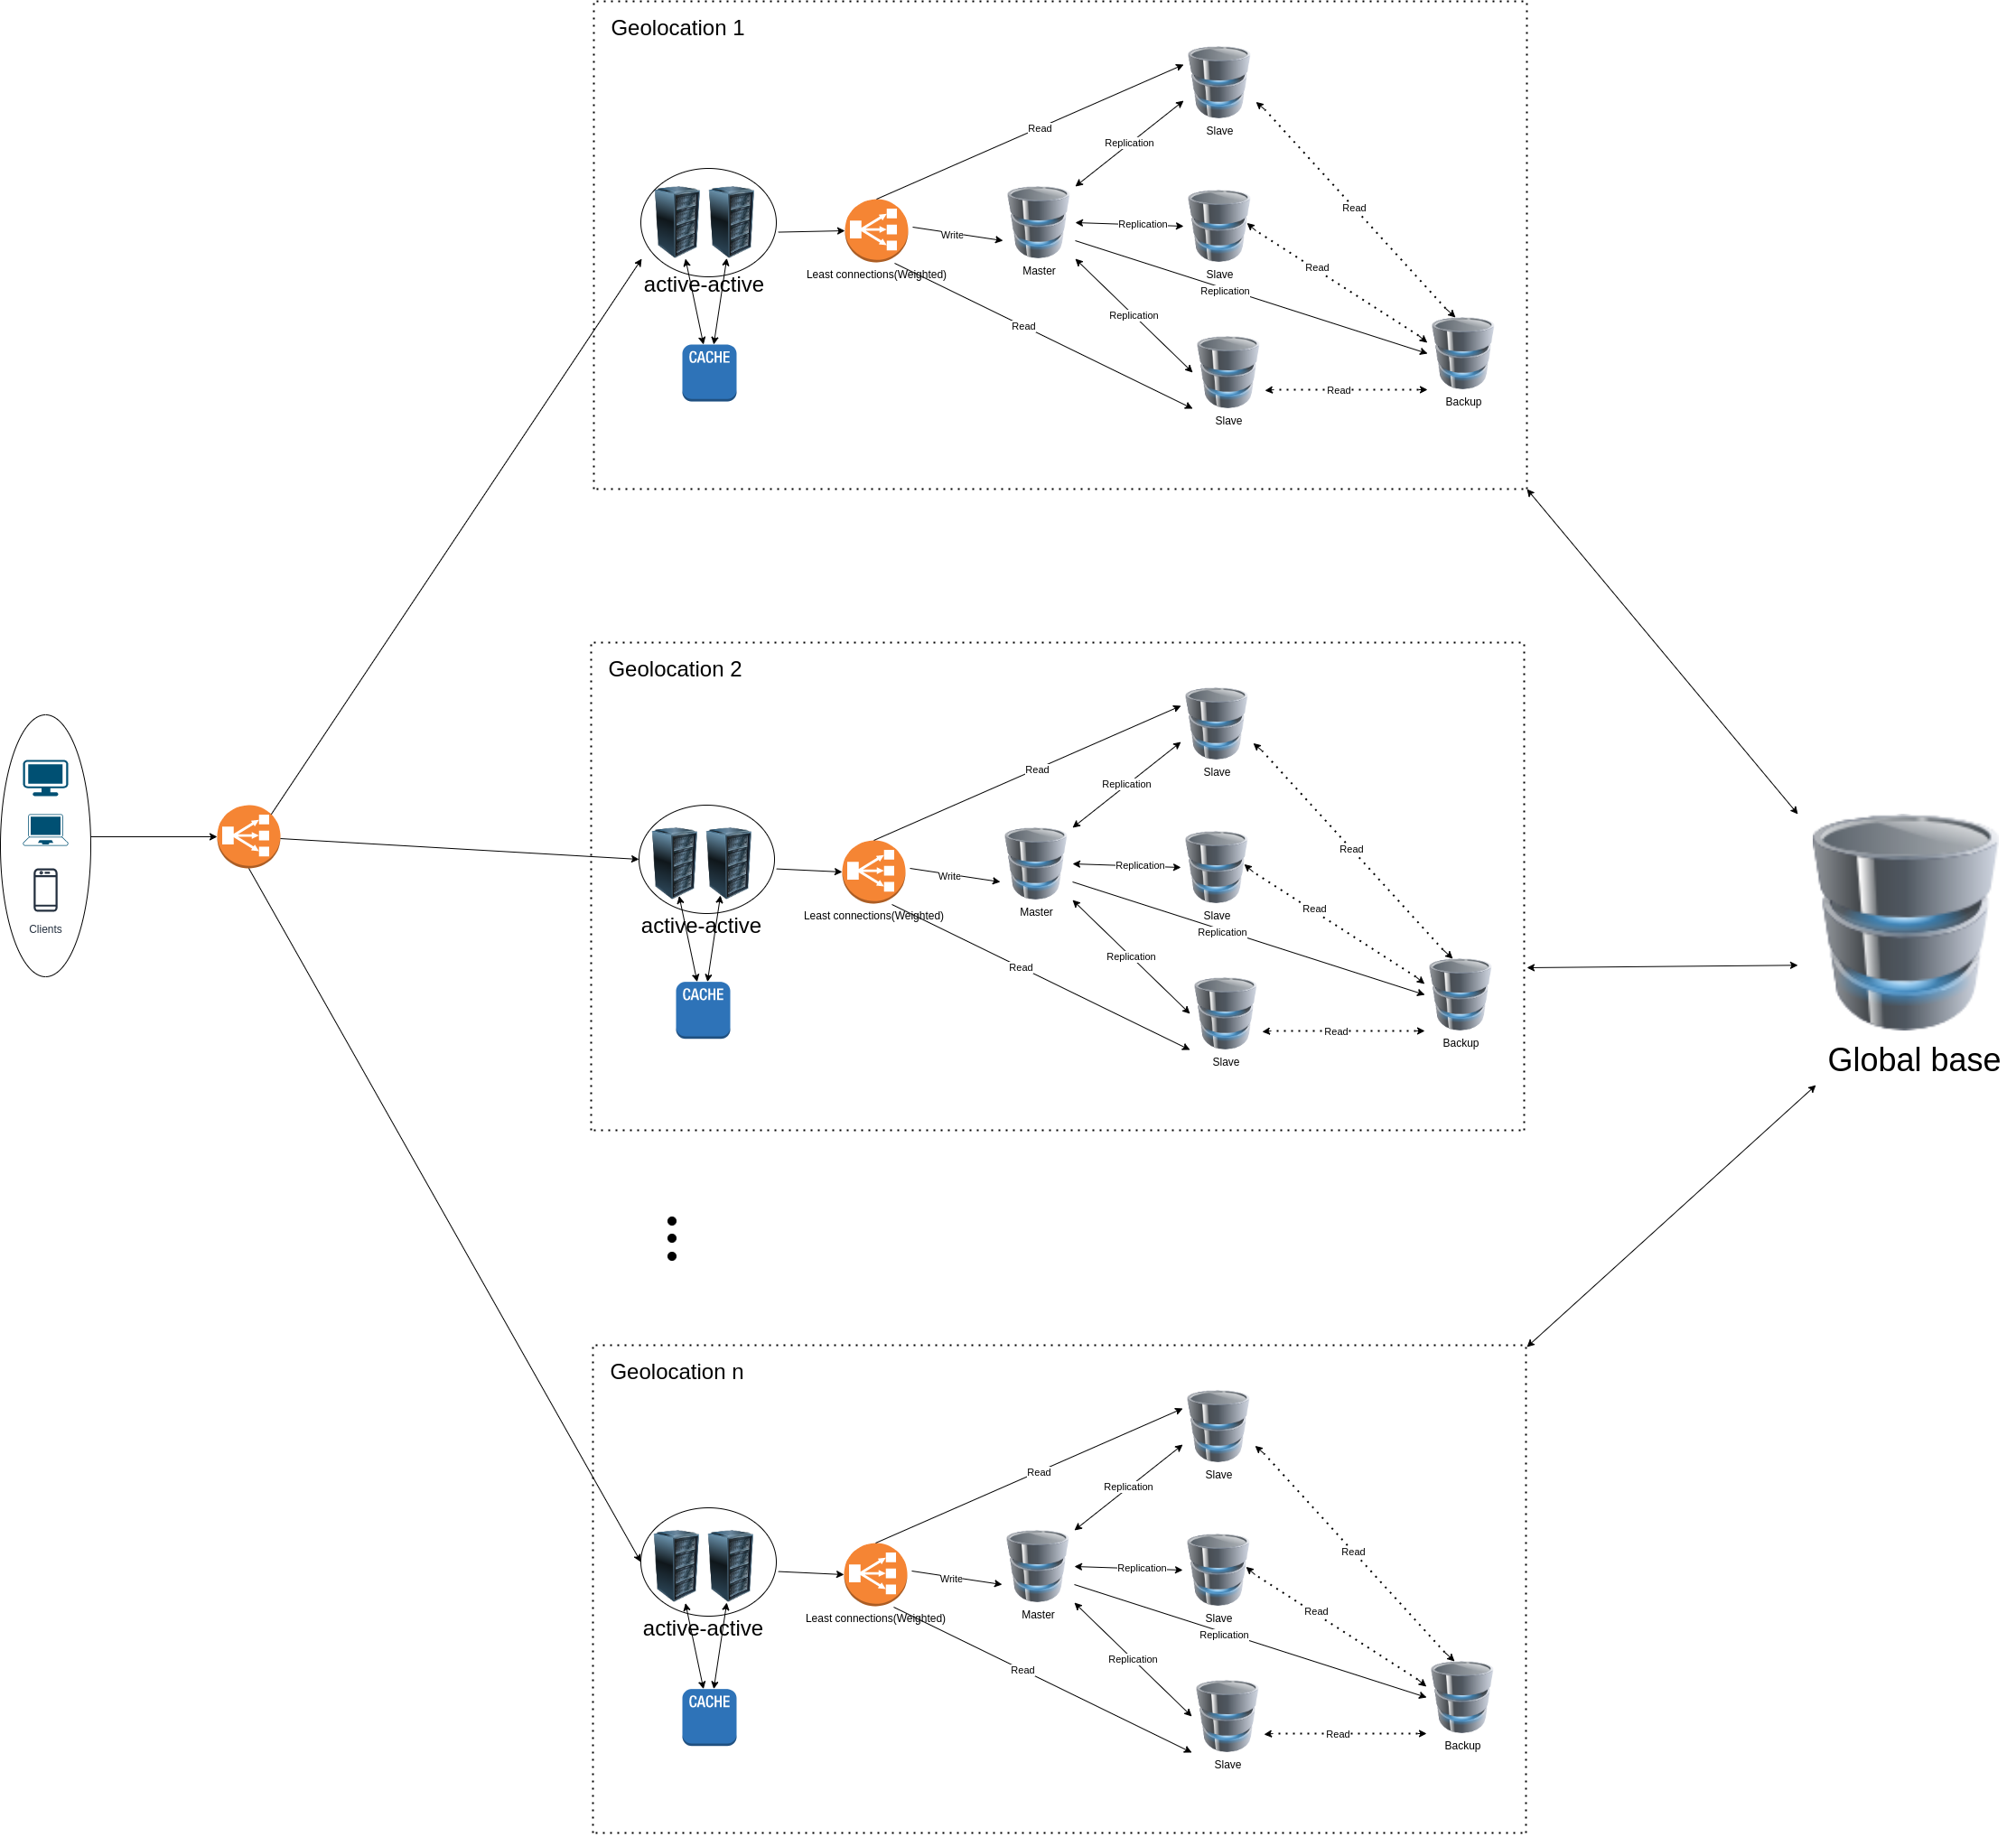 Geolocation 1
Slave
Read
Replication
Read
Replication
Write
Master
Slave
Least connections(Weighted)
Read
active-active
Replication
Replication
Read
CACHE
Read
Backup
Slave
Geolocation 2
Slave
Read
Replication
Read
Replication
Write
Master
Slave
Least connections(Weighted)
Read
active-active
Replication
Replication
Read
CACHE
Read
Backup
Slave
Clients
Global base
Geolocation n
Slave
Read
Replication
Read
Replication
Write
Master
Slave
Least connections(Weighted)
Read
active-active
Replication
Replication
Read
CACHE
Read
Backup
Slave